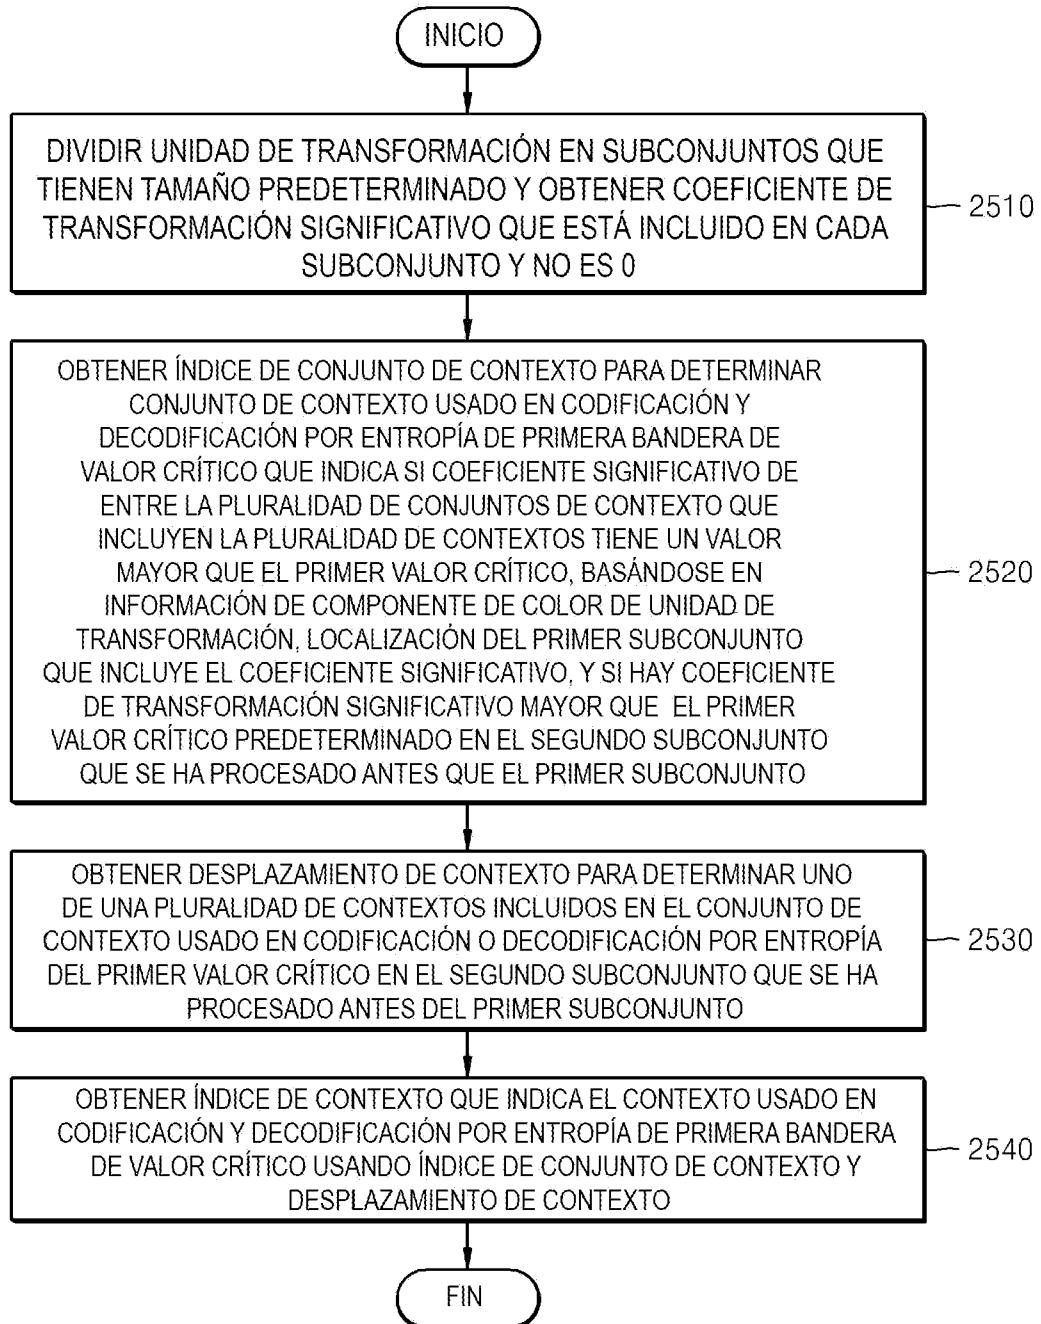 INICIO
DIVIDIR UNIDAD DE TRANSFORMACIÓN EN SUBCONJUNTOS QUE
TIENEN TAMAÑO PREDETERMINADO Y OBTENER COEFICIENTE DE
TRANSFORMACIÓN SIGNIFICATIVO QUE ESTÁ INCLUIDO EN CADA
SUBCONJUNTO Y NO ES 0
2510
OBTENER ÍNDICE DE CONJUNTO DE CONTEXTO PARA DETERMINAR
CONJUNTO DE CONTEXTO USADO EN CODIFICACIÓN Y
DECODIFICACIÓN POR ENTROPÍA DE PRIMERA BANDERA DE
VALOR CRÍTICO QUE INDICA SI COEFICIENTE SIGNIFICATIVO DE
ENTRE LA PLURALIDAD DE CONJUNTOS DE CONTEXTO QUE
INCLUYEN LA PLURALIDAD DE CONTEXTOS TIENE UN VALOR
MAYOR QUE EL PRIMER VALOR CRÍTICO, BASÁNDOSE EN
INFORMACIÓN DE COMPONENTE DE COLOR DE UNIDAD DE
TRANSFORMACIÓN, LOCALIZACIÓN DEL PRIMER SUBCONJUNTO
QUE INCLUYE EL COEFICIENTE SIGNIFICATIVO, Y SI HAY COEFICIENTE
DE TRANSFORMACIÓN SIGNIFICATIVO MAYOR QUE EL PRIMER
VALOR CRÍTICO PREDETERMINADO EN EL SEGUNDO SUBCONJUNTO
QUE SE HA PROCESADO ANTES QUE EL PRIMER SUBCONJUNTO
2520
OBTENER DESPLAZAMIENTO DE CONTEXTO PARA DETERMINAR UNO
DE UNA PLURALIDAD DE CONTEXTOS INCLUIDOS EN EL CONJUNTO DE
CONTEXTO USADO EN CODIFICACIÓN O DECODIFICACIÓN POR ENTROPÍA
DEL PRIMER VALOR CRÍTICO EN EL SEGUNDO SUBCONJUNTO QUE SE HA
PROCESADO ANTES DEL PRIMER SUBCONJUNTO
2530
OBTENER ÍNDICE DE CONTEXTO QUE INDICA EL CONTEXTO USADO EN
CODIFICACIÓN Y DECODIFICACIÓN POR ENTROPÍA DE PRIMERA BANDERA
DE VALOR CRÍTICO USANDO ÍNDICE DE CONJUNTO DE CONTEXTO Y
DESPLAZAMIENTO DE CONTEXTO
2540
FIN